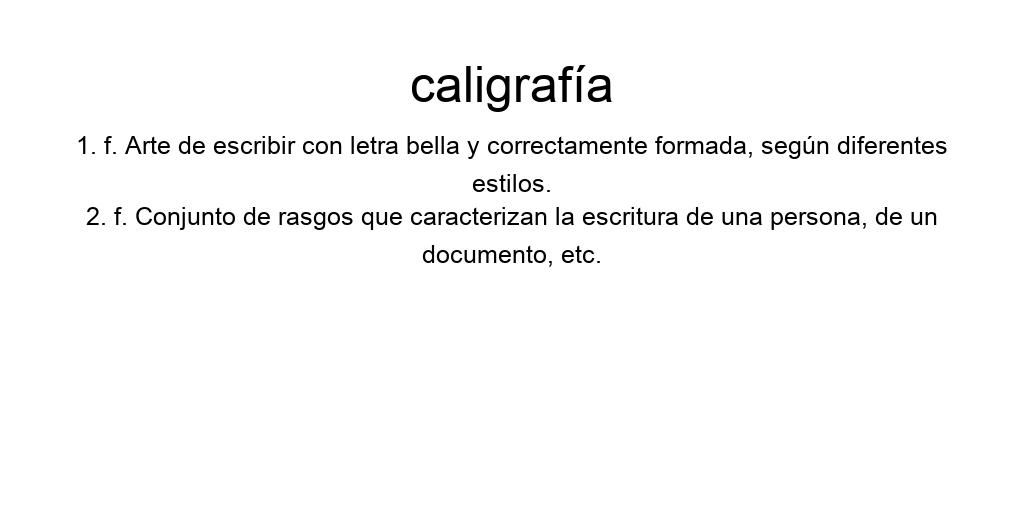 caligrafía
1. f. Arte de escribir con letra bella y correctamente formada, según diferentes
estilos.
2. f. Conjunto de rasgos que caracterizan la escritura de una persona, de un
documento, etc.